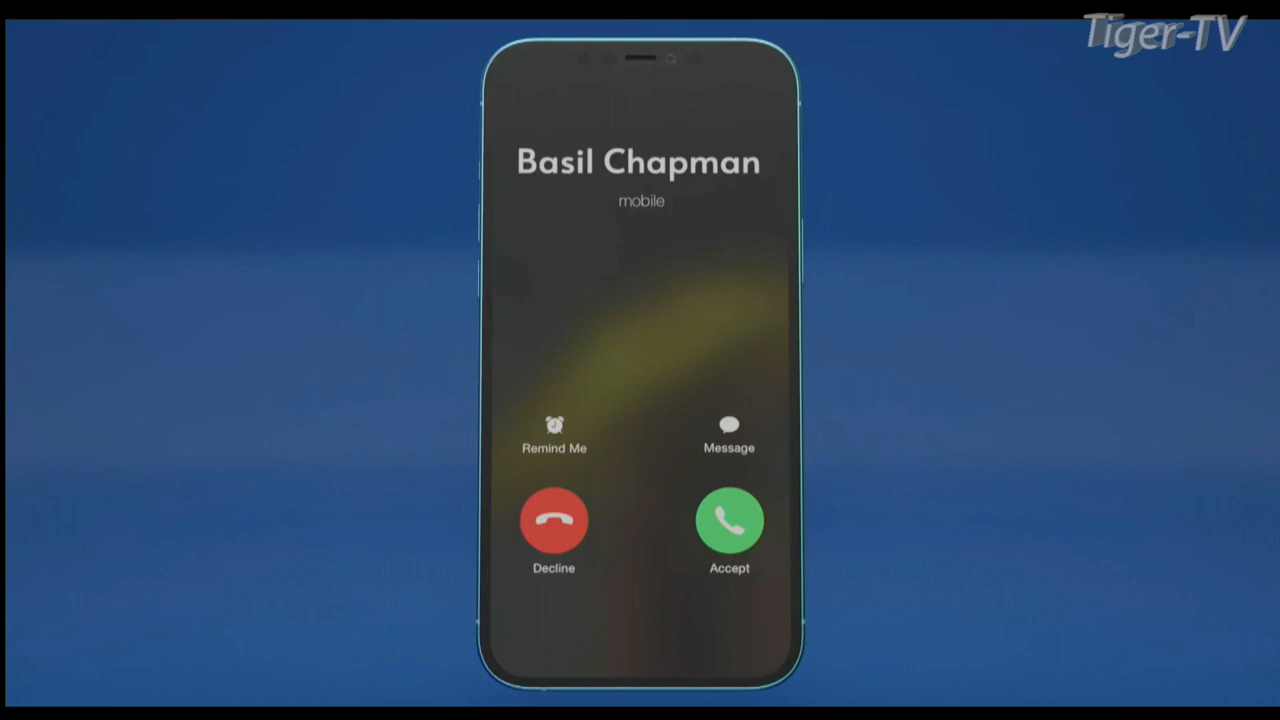 Tiger-TV
Basil Chapman
mobile
Remind Me
Message
Decline
Accept